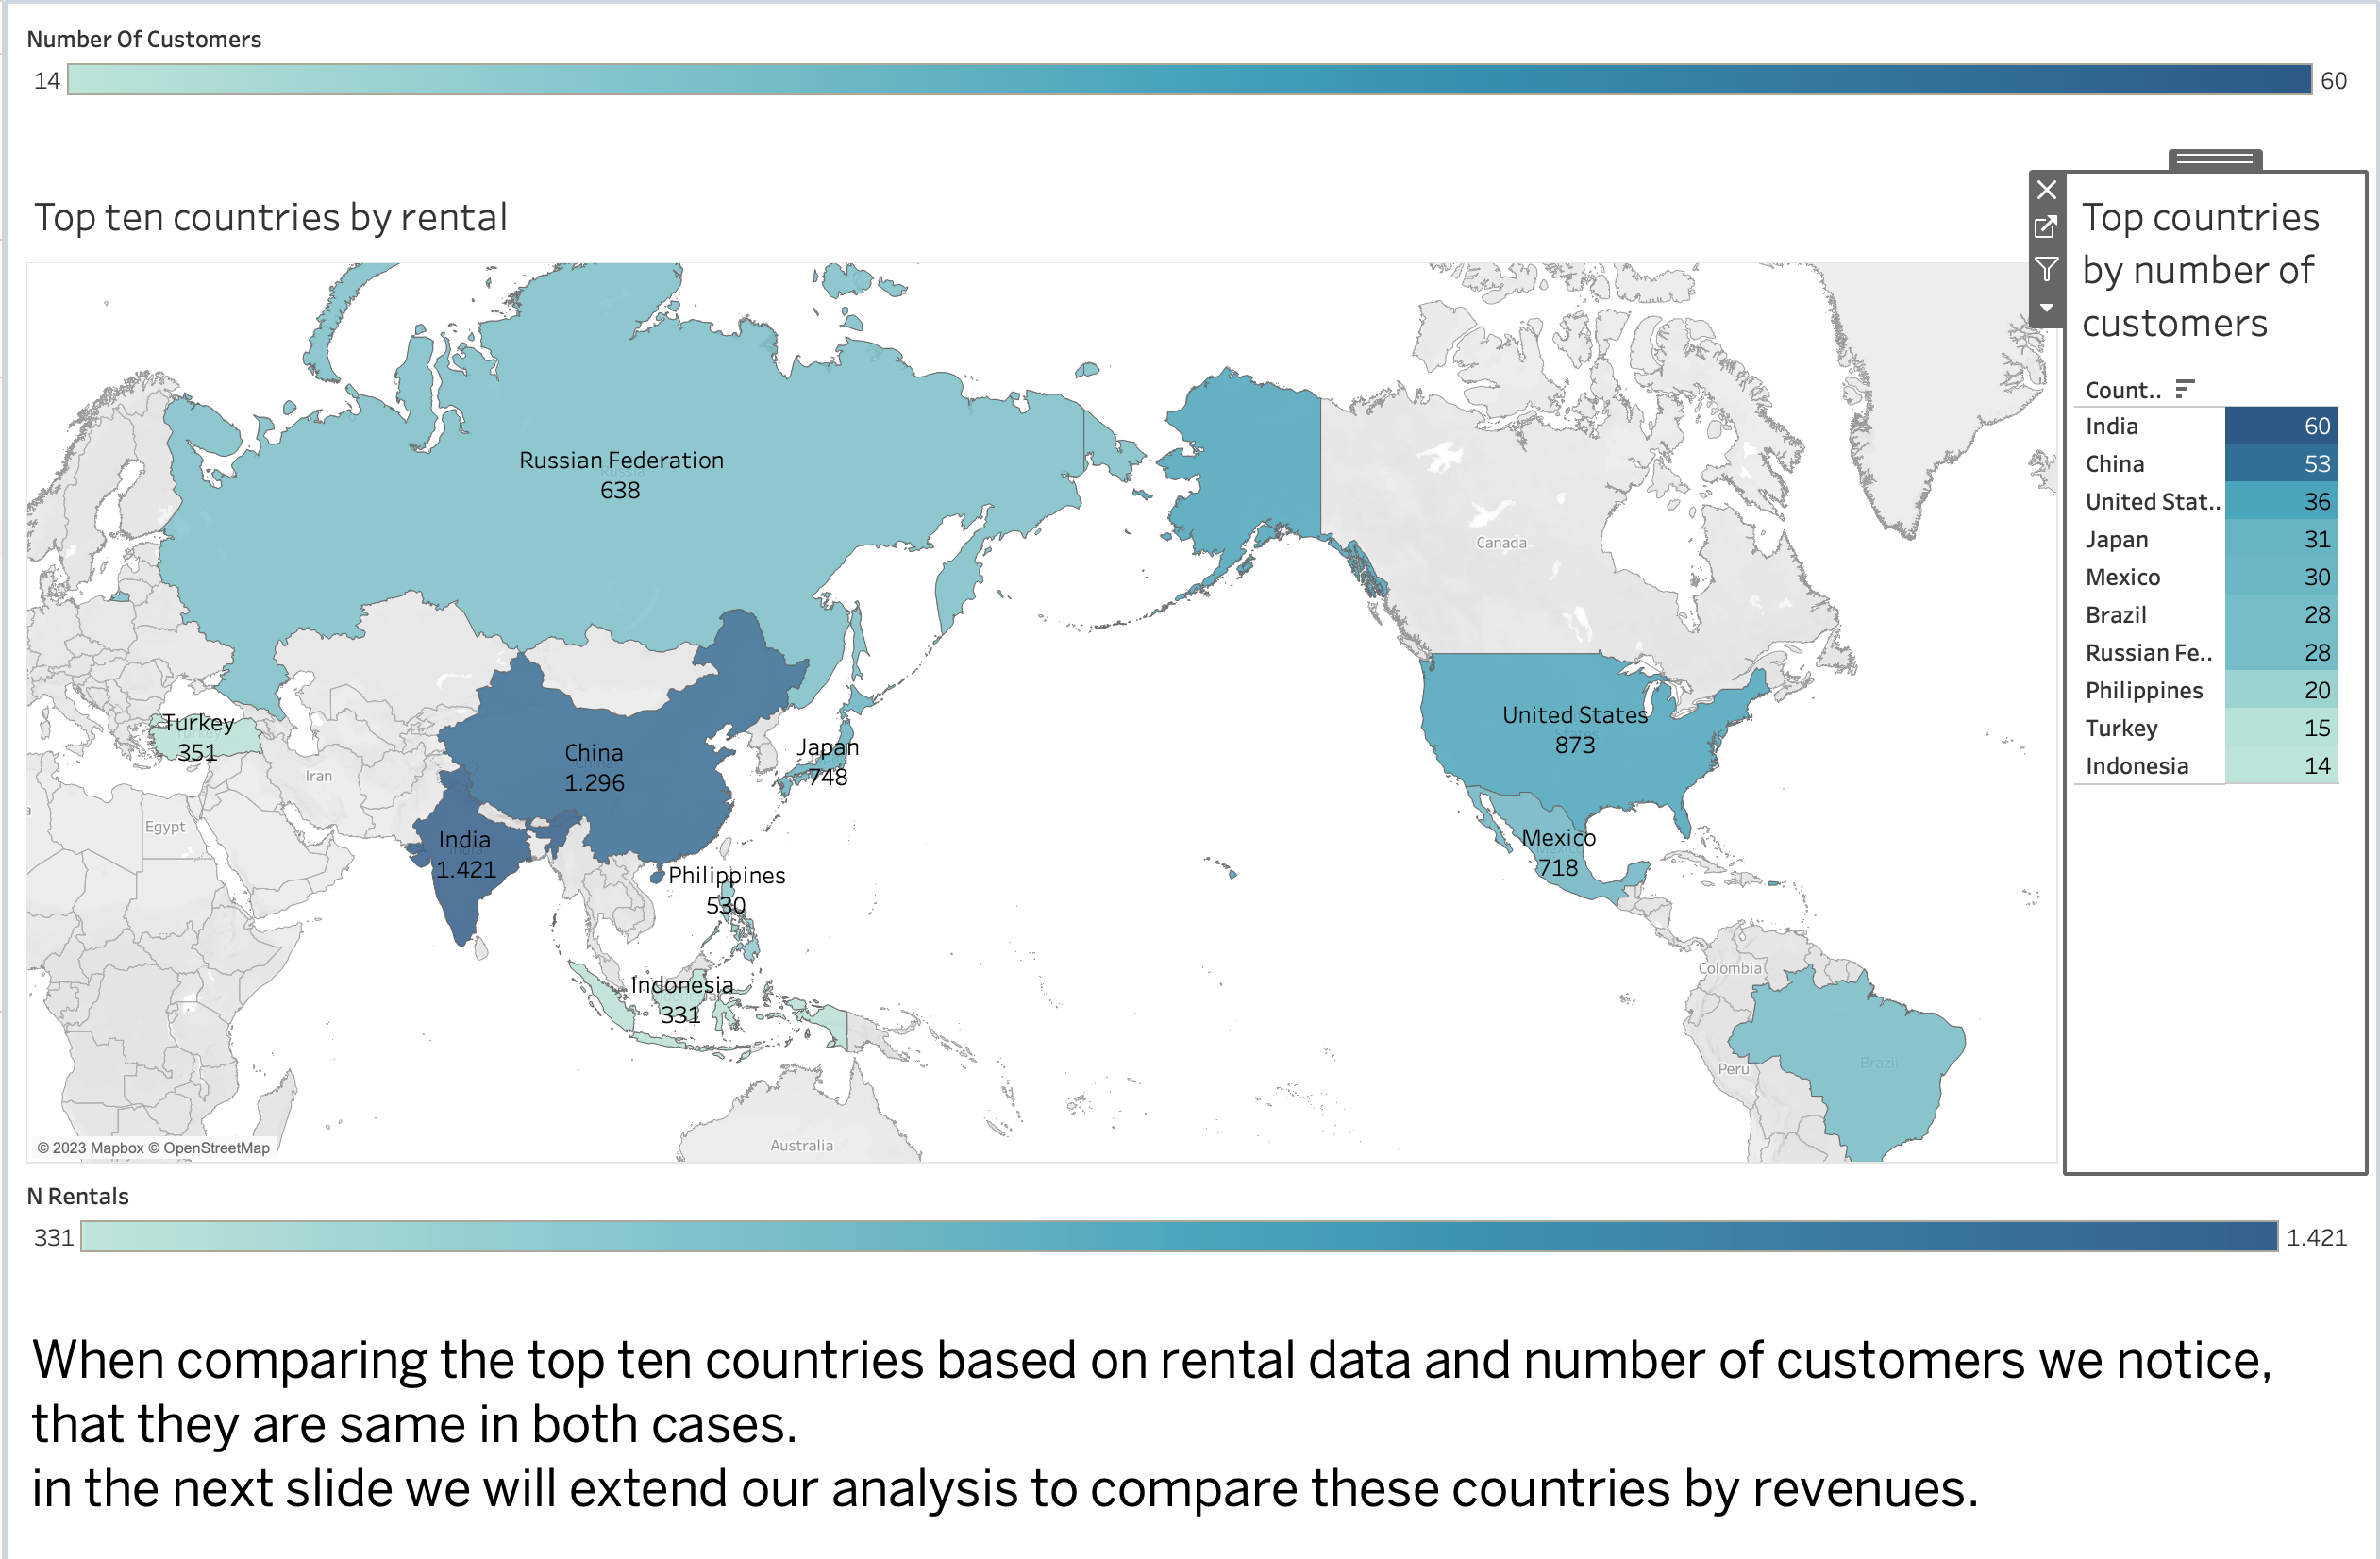 Number Of Customers
14
60
Top ten countries by rental
Top countries
by number of
customers
Count..
India 60
China 53
United Stat.. 36
Japan 31
Mexico 30
Brazil 28
Russian Fe.. 28
Philippines 20
Turkey 15
Indonesia 14
Russian Federation
638
Canada
Turkey
351
China
1.296
Japan
748
United States
873
Iran
Egypt
India
1.421
Mexico
718
Philippines
530
Indonesia
331
Colombia
Peru
Brazil
Australia
© 2023 Mapbox © OpenStreetMap
N Rentals
331
1.421
When comparing the top ten countries based on rental data and number of customers we notice,
that they are same in both cases.
in the next slide we will extend our analysis to compare these countries by revenues.